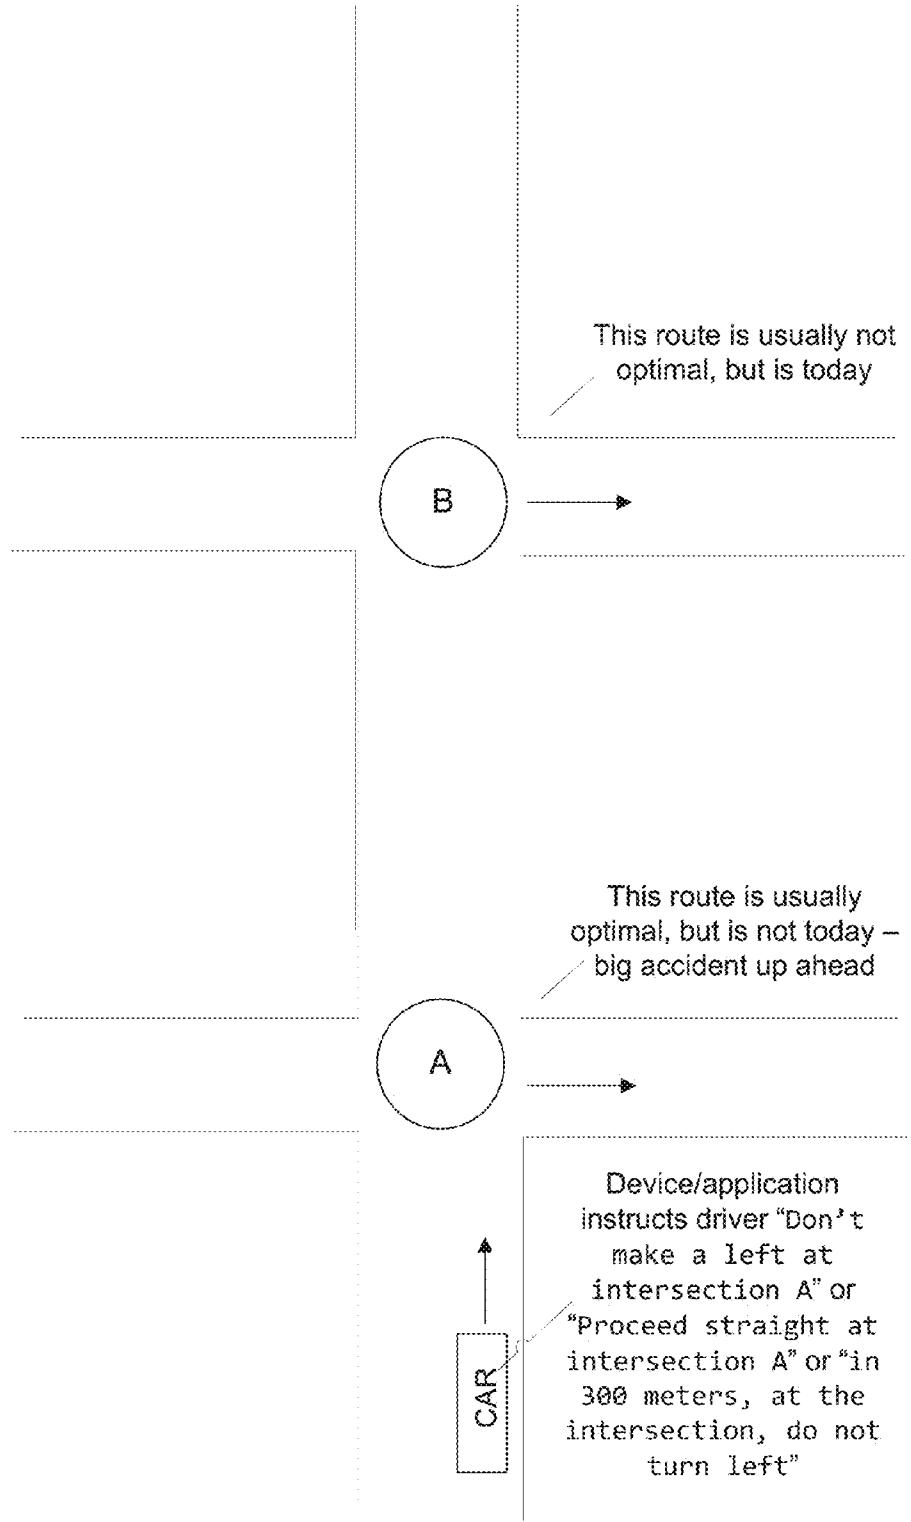 This route is usually not
optimal, but is today
B
This route is usually
optimal, but is not today –
big accident up ahead
A
Device/application
instructs driver “Don’t
make a left at
intersection A” or
“Proceed straight at
intersection A” or “in
300 meters, at the
intersection, do not
turn left”
CAR